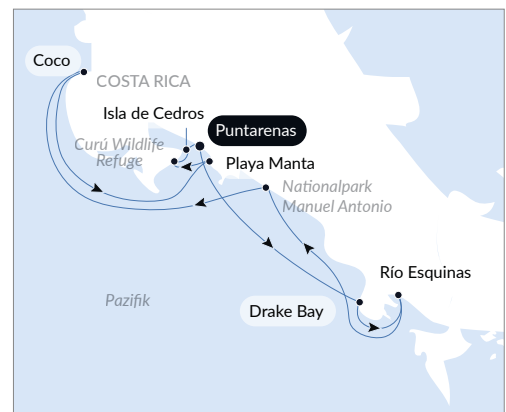 Coco
COSTA RICA
Isla de Cedros
Puntarenas
Curú Wildlife
Refuge
Playa Manta
Nationalpark
Manuel Antonio
Río Esquinas
Pazifik
Drake Bay